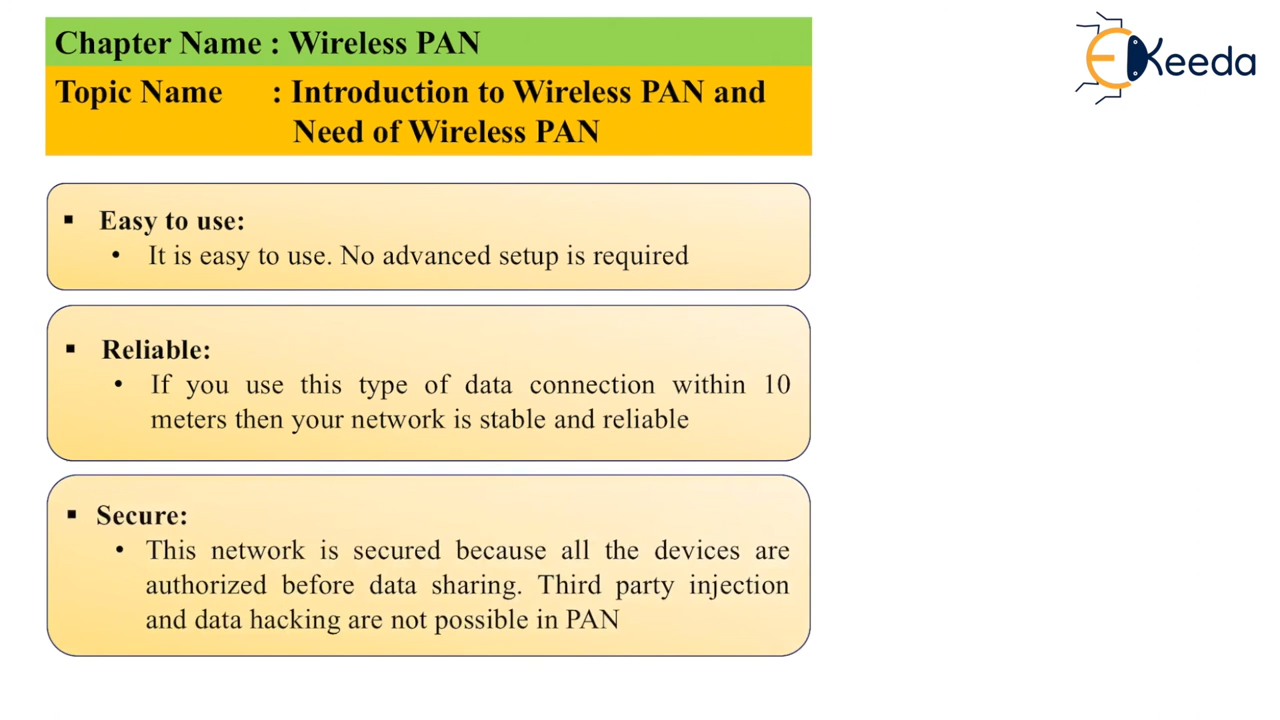 Chapter Name : Wireless PAN
Topic Name : Introduction to Wireless PAN and
Need of Wireless PAN
EKeeda
▪ Easy to use:
• It is easy to use. No advanced setup is required
▪ Reliable:
• If you use this type of data connection within 10
meters then your network is stable and reliable
▪ Secure:
• This network is secured because all the devices are
authorized before data sharing. Third party injection
and data hacking are not possible in PAN